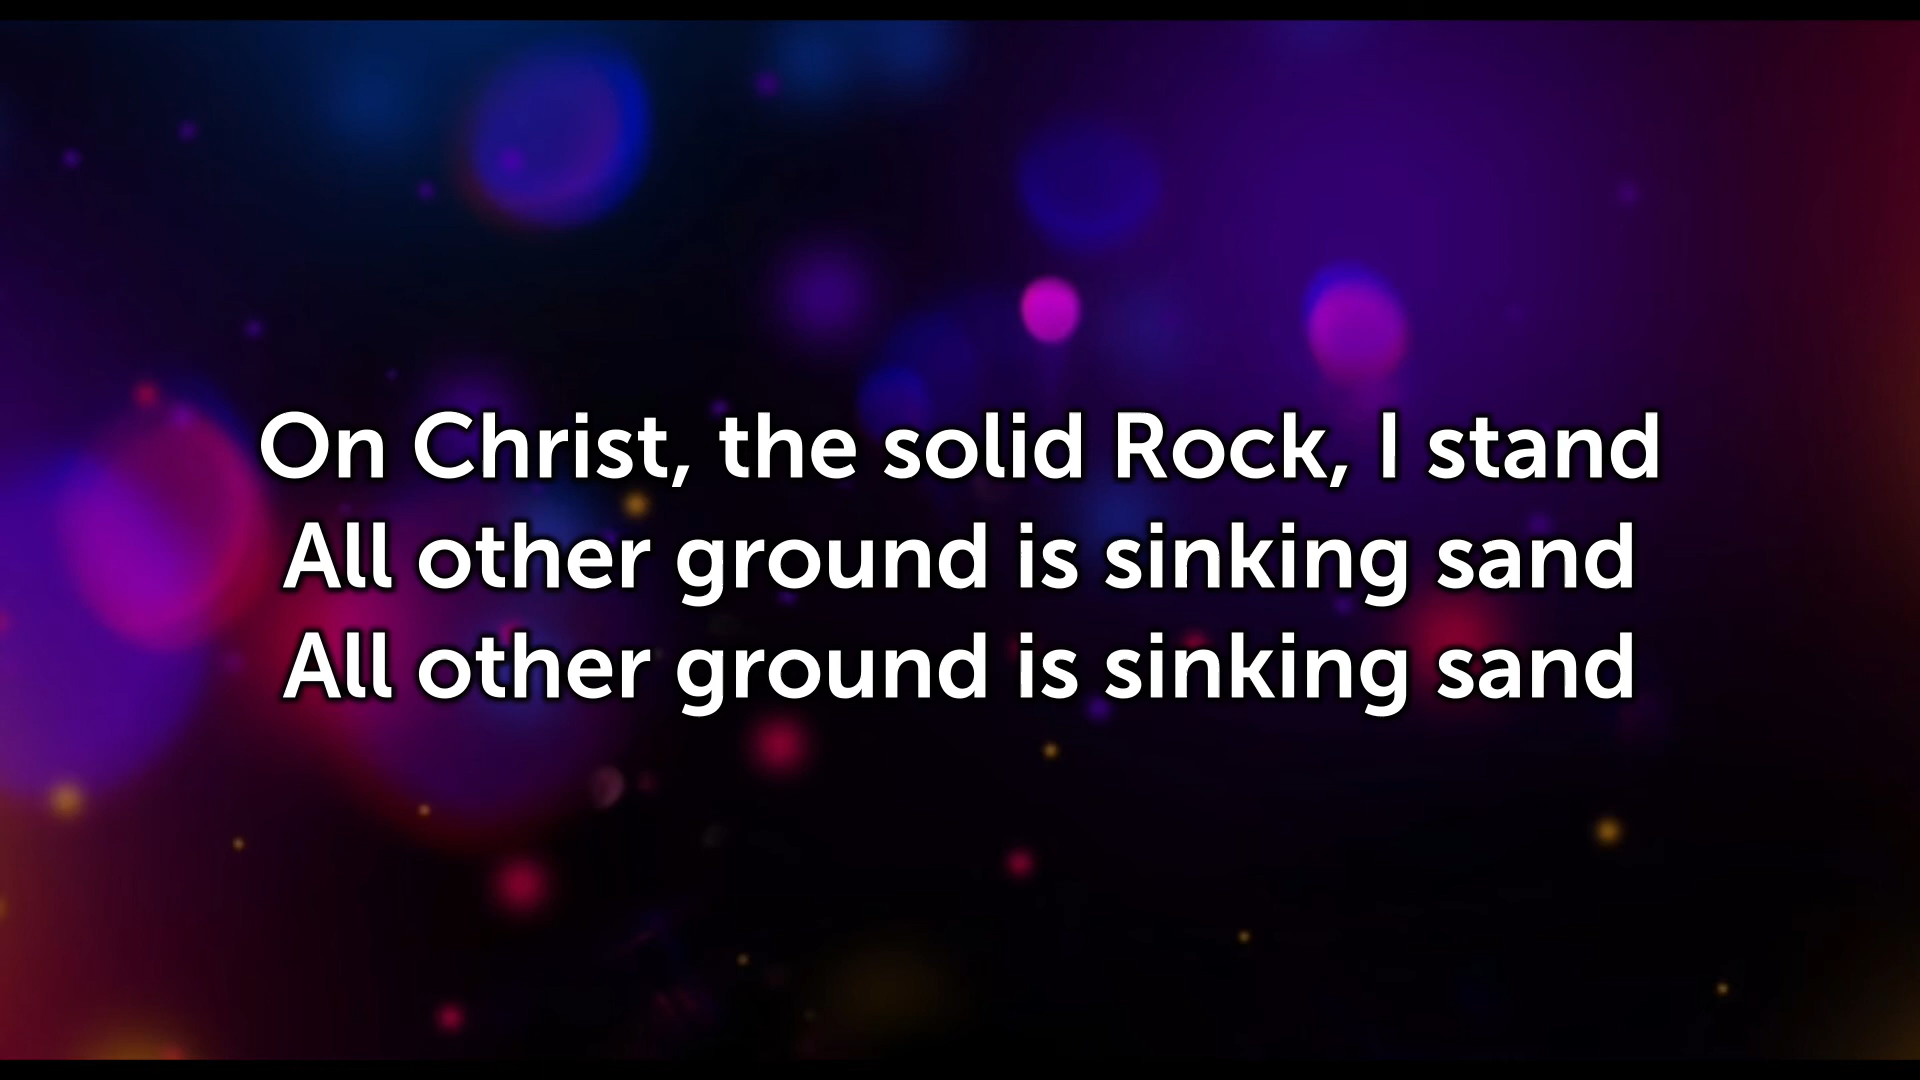 On Christ, the solid Rock, I stand
All other ground is sinking sand
All other ground is sinking sand